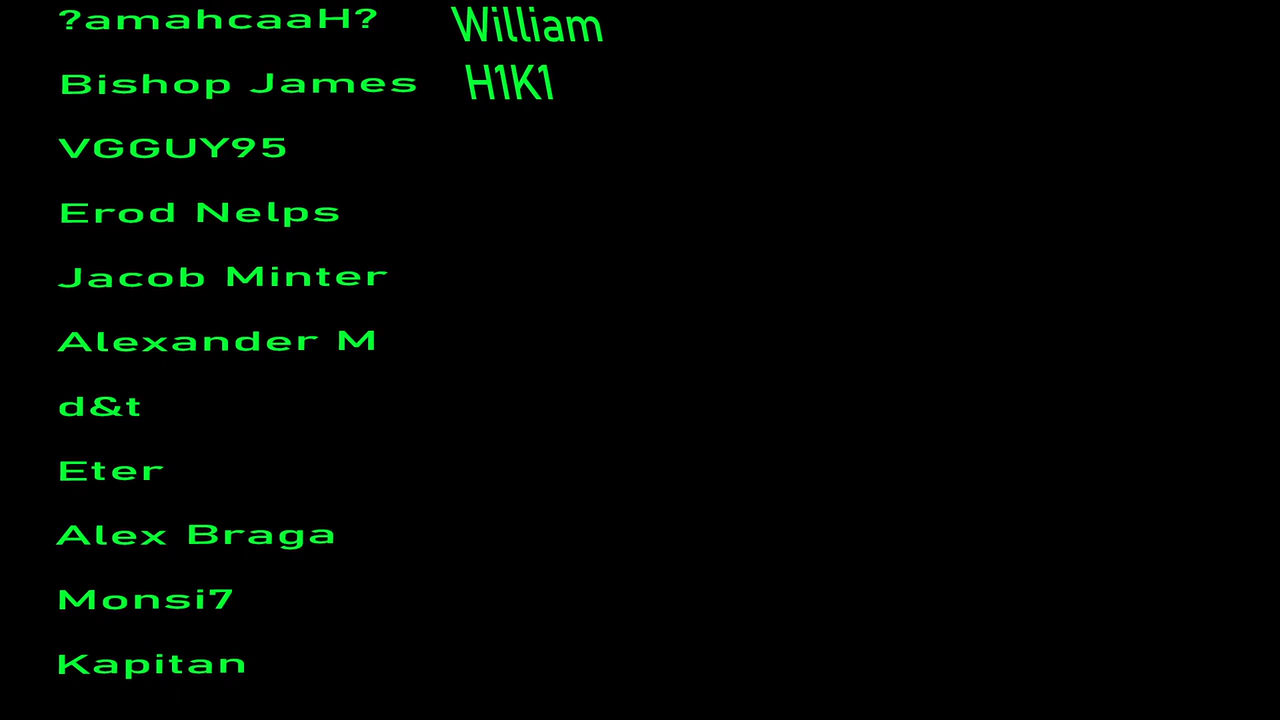 ?amahcaaH?
Bishop James
VGGUY95
Erod Nelps
Jacob Minter
Alexander M
d&t
Eter
Alex Braga
Monsi7
Kapitan
William
H1K1